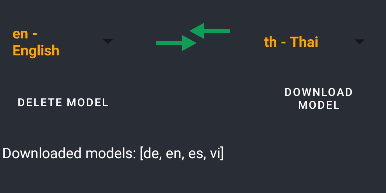 en -
English
th - Thai
DELETE MODEL
DOWNLOAD
MODEL
Downloaded models: [de, en, es, vi]